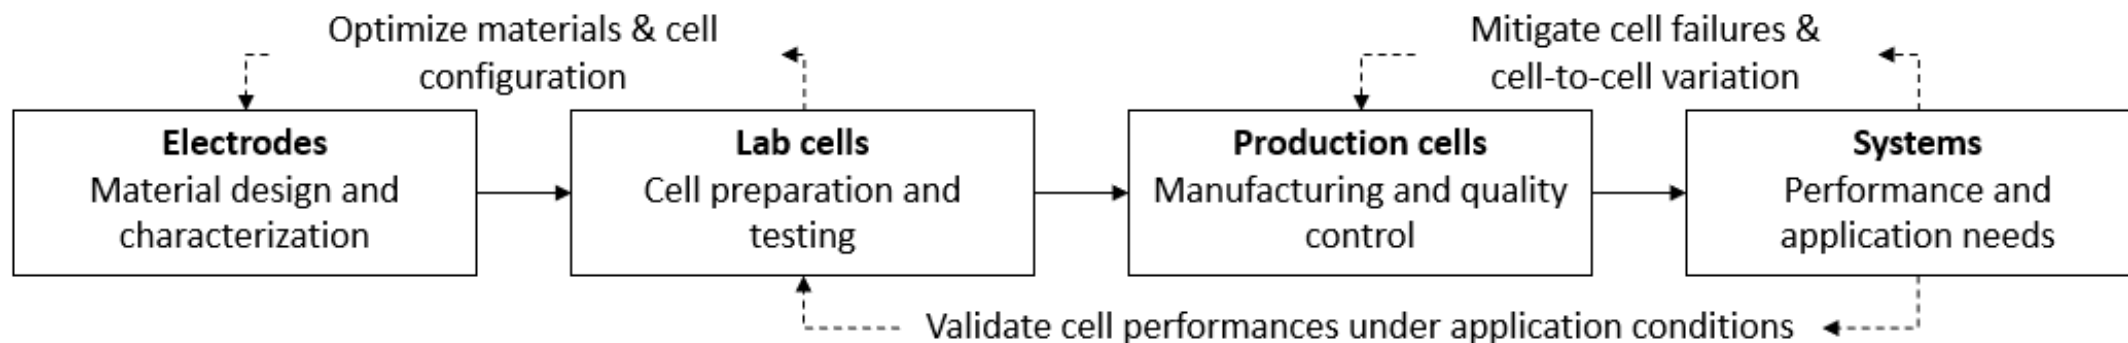 Optimize materials & cell
configuration
Mitigate cell failures &
cell-to-cell variation
Electrodes
Material design and
characterization
Lab cells
Cell preparation and
testing
Production cells
Manufacturing and quality
control
Systems
Performance and
application needs
Validate cell performances under application conditions